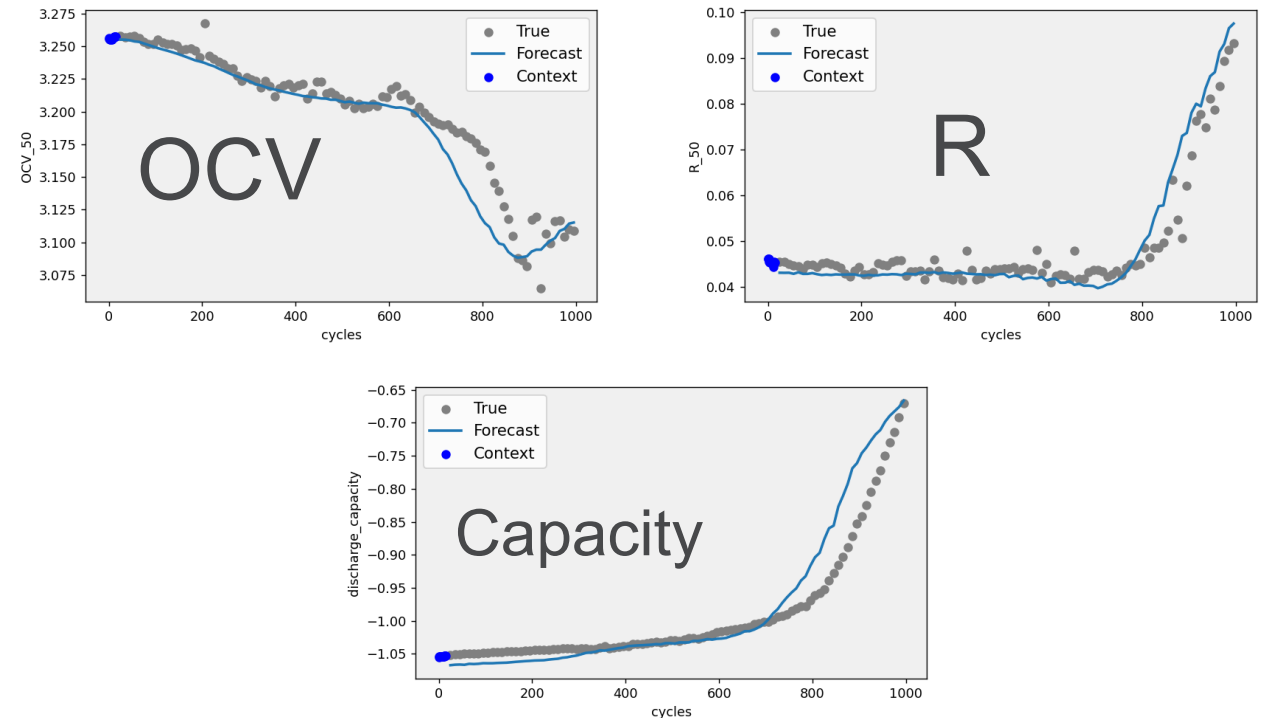 3.275
3.250
3.225
3.200
3.175
3.150
3.125
3.100
3.075
OCV_50
True
Forecast
Context
OCV
0 200 400 600 800 1000
cycles
0.10
0.09
0.08
0.07
0.06
0.05
0.04
R_50
True
Forecast
Context
R
0 200 400 600 800 1000
cycles
−0.65
−0.70
−0.75
−0.80
−0.85
−0.90
−0.95
−1.00
−1.05
discharge_capacity
True
Forecast
Context
Capacity
0 200 400 600 800 1000
cycles